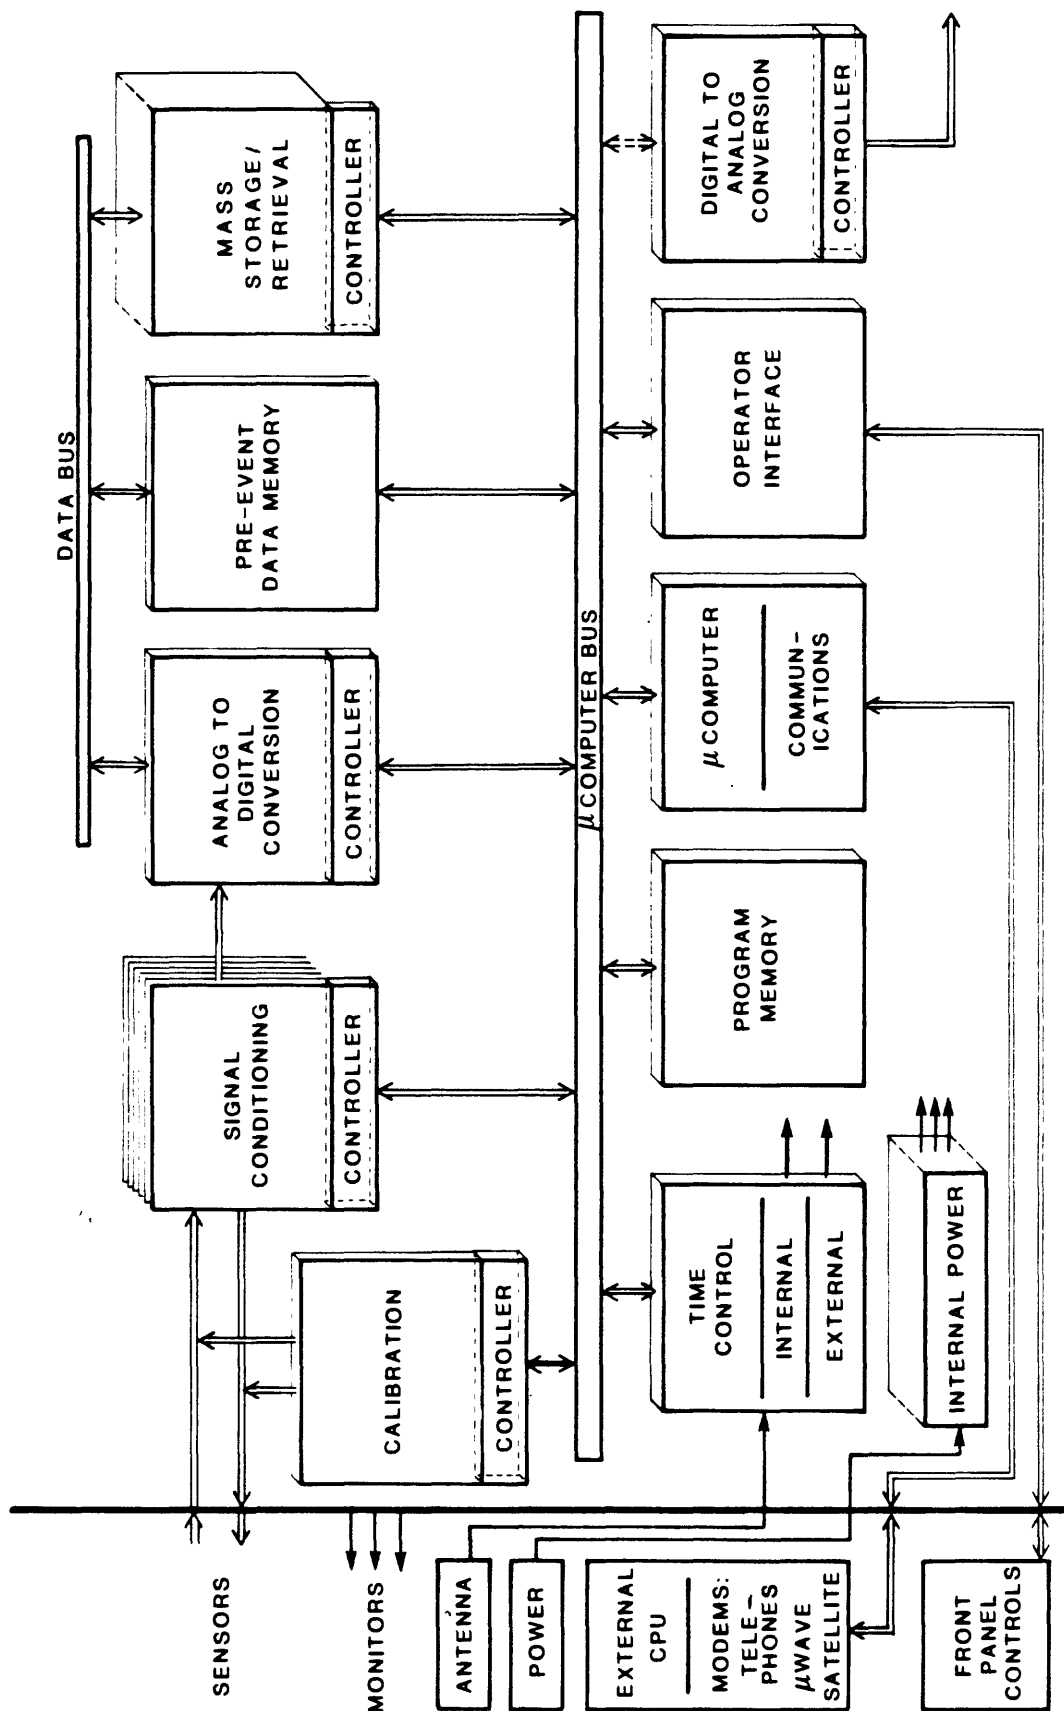 DATA BUS
SIGNAL
CONDITIONING
CONTROLLER
ANALOG TO
DIGITAL
CONVERSION
CONTROLLER
PRE-EVENT
DATA MEMORY
MASS
STORAGE/
RETRIEVAL
CONTROLLER
SENSORS
CALIBRATION
CONTROLLER
MONITORS
μCOMPUTER BUS
ANTENNA
POWER
TIME
CONTROL
INTERNAL
EXTERNAL
PROGRAM
MEMORY
μCOMPUTER
COMMUN-
ICATIONS
OPERATOR
INTERFACE
DIGITAL TO
ANALOG
CONVERSION
CONTROLLER
EXTERNAL
CPU
MODEMS:
TELE-
PHONES
μWAVE
SATELLITE
INTERNAL POWER
FRONT
PANEL
CONTROLS